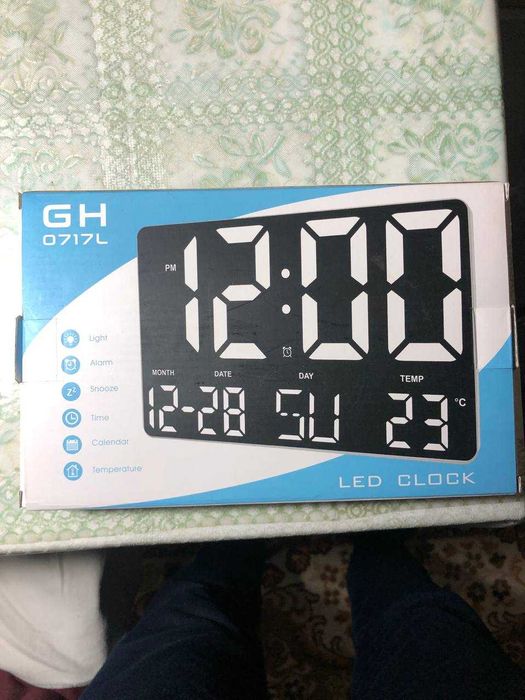 GH
0717L
Light
Alarm
Snooze
Time
Calendar
Temperature
PM
12:00
MONTH DATE DAY TEMP
12-28 SU 23 °C
LED CLOCK